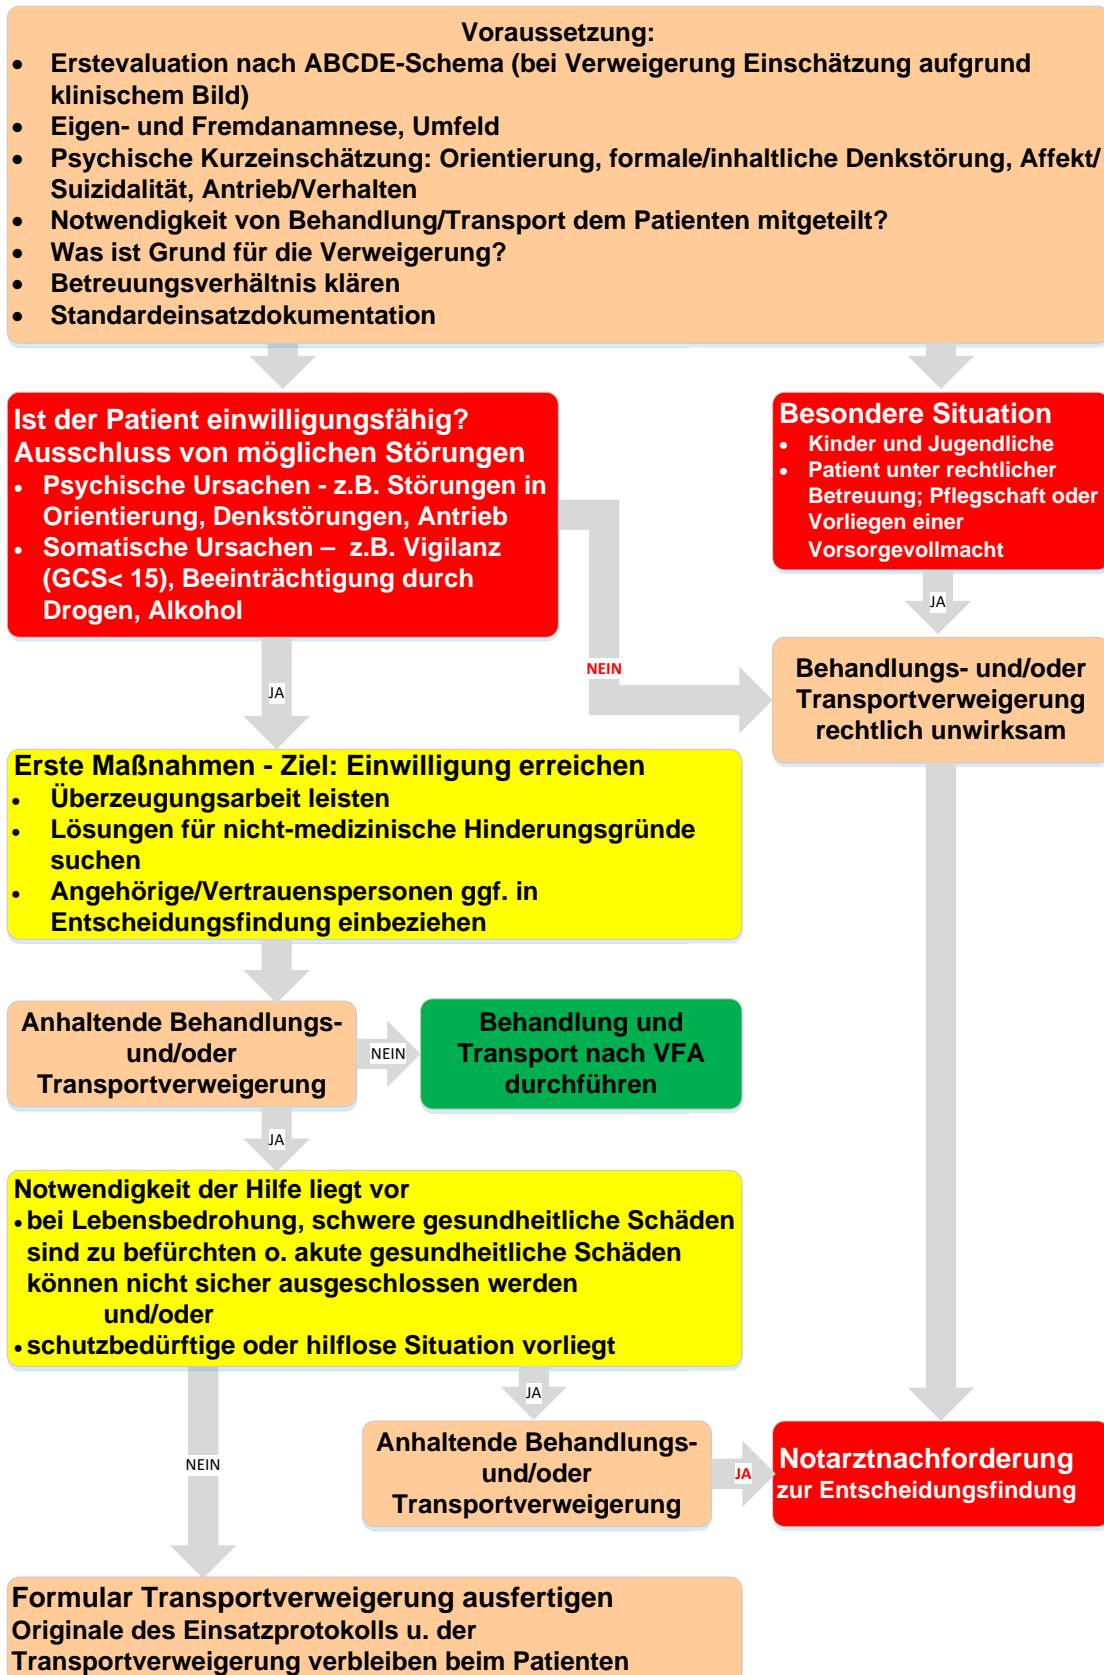 Voraussetzung:
• Erstevaluation nach ABCDE-Schema (bei Verweigerung Einschätzung aufgrund
klinischem Bild)
• Eigen- und Fremdanamnese, Umfeld
• Psychische Kurzeinschätzung: Orientierung, formale/inhaltliche Denkstörung, Affekt/
Suizidalität, Antrieb/Verhalten
• Notwendigkeit von Behandlung/Transport dem Patienten mitgeteilt?
• Was ist Grund für die Verweigerung?
• Betreuungsverhältnis klären
• Standardeinsatzdokumentation
Ist der Patient einwilligungsfähig?
Ausschluss von möglichen Störungen
• Psychische Ursachen - z.B. Störungen in
Orientierung, Denkstörungen, Antrieb
• Somatische Ursachen – z.B. Vigilanz
(GCS< 15), Beeinträchtigung durch
Drogen, Alkohol
Besondere Situation
• Kinder und Jugendliche
• Patient unter rechtlicher
Betreuung; Pflegschaft oder
Vorliegen einer
Vorsorgevollmacht
JA
NEIN
JA
Behandlungs- und/oder
Transportverweigerung
rechtlich unwirksam
Erste Maßnahmen - Ziel: Einwilligung erreichen
• Überzeugungsarbeit leisten
• Lösungen für nicht-medizinische Hinderungsgründe
suchen
• Angehörige/Vertrauenspersonen ggf. in
Entscheidungsfindung einbeziehen
Anhaltende Behandlungs-
und/oder
Transportverweigerung
NEIN
Behandlung und
Transport nach VFA
durchführen
JA
Notwendigkeit der Hilfe liegt vor
• bei Lebensbedrohung, schwere gesundheitliche Schäden
sind zu befürchten o. akute gesundheitliche Schäden
können nicht sicher ausgeschlossen werden
und/oder
• schutzbedürftige oder hilflose Situation vorliegt
JA
NEIN
Anhaltende Behandlungs-
und/oder
Transportverweigerung
JA
Notarztnachforderung
zur Entscheidungsfindung
Formular Transportverweigerung ausfertigen
Originale des Einsatzprotokolls u. der
Transportverweigerung verbleiben beim Patienten